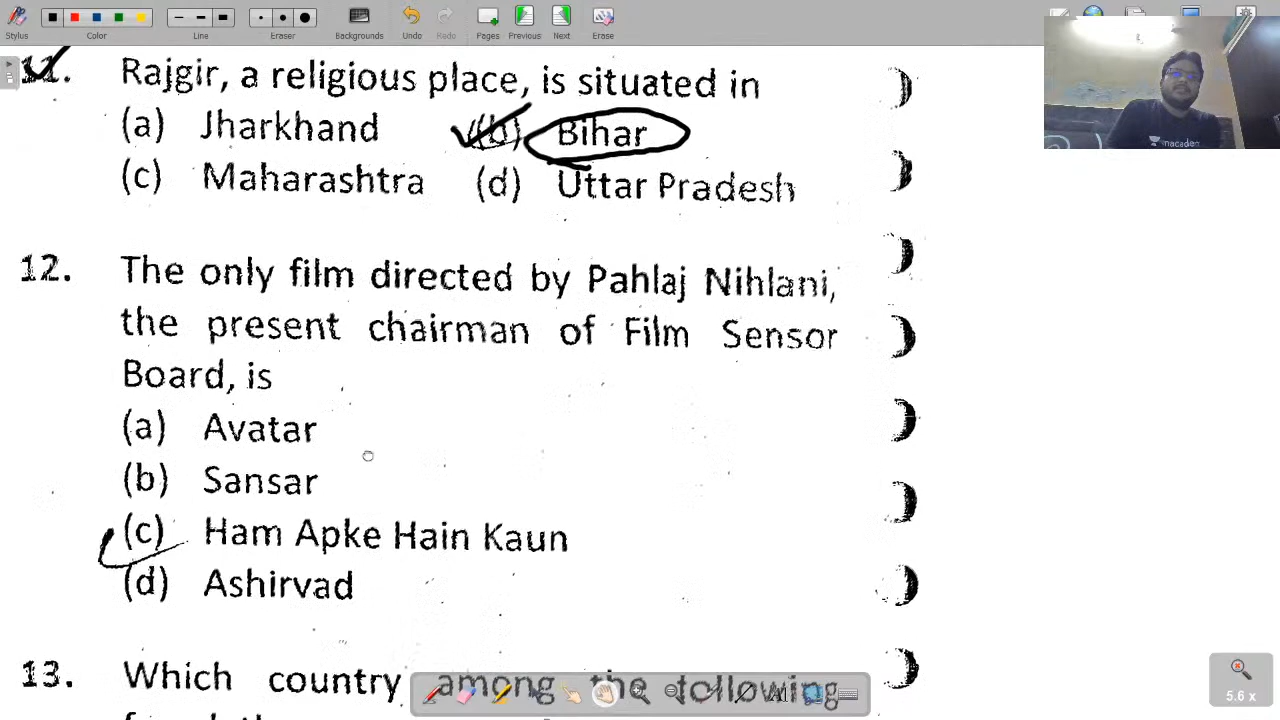 Stylus
Color
Line
Eraser
Backgrounds
Undo
Redo
Pages
Previous
Next
Erase
11. Rajgir, a religious place, is situated in
(a) Jharkhand (b) Bihar
(c) Maharashtra (d) Uttar Pradesh
12. The only film directed by Pahlaj Nihlani,
the present chairman of Film Sensor
Board, is
(a) Avatar
(b) Sansar
(c) Ham Apke Hain Kaun
(d) Ashirvad
13. Which country among the following
5.6 x